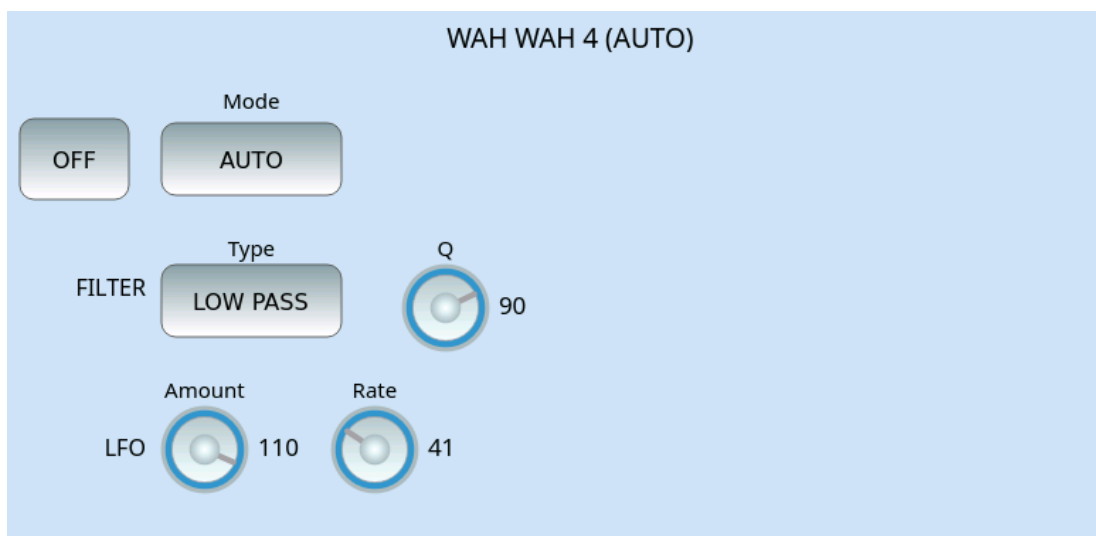 WAH WAH 4 (AUTO)
Mode
OFF AUTO
Type Q
FILTER LOW PASS 90
Amount Rate
LFO 110 41